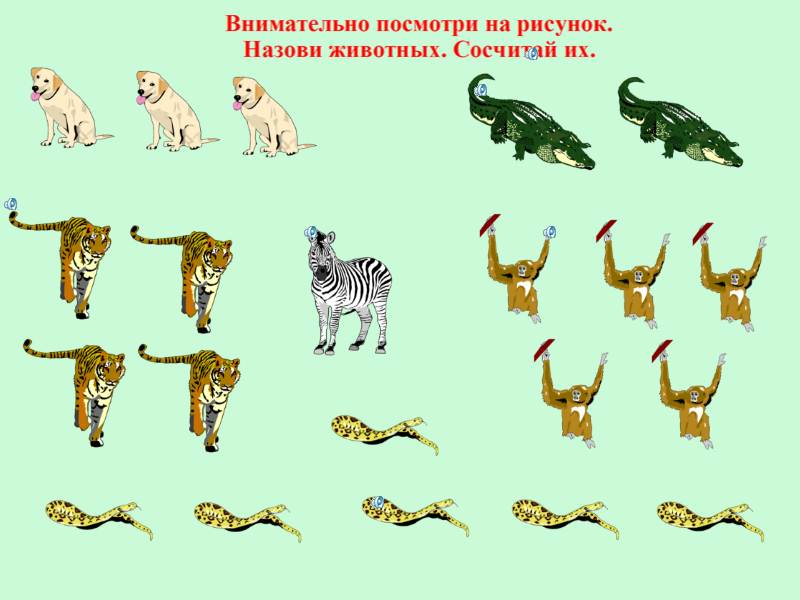 Внимательно посмотри на рисунок.
Назови животных. Сосчитай их.